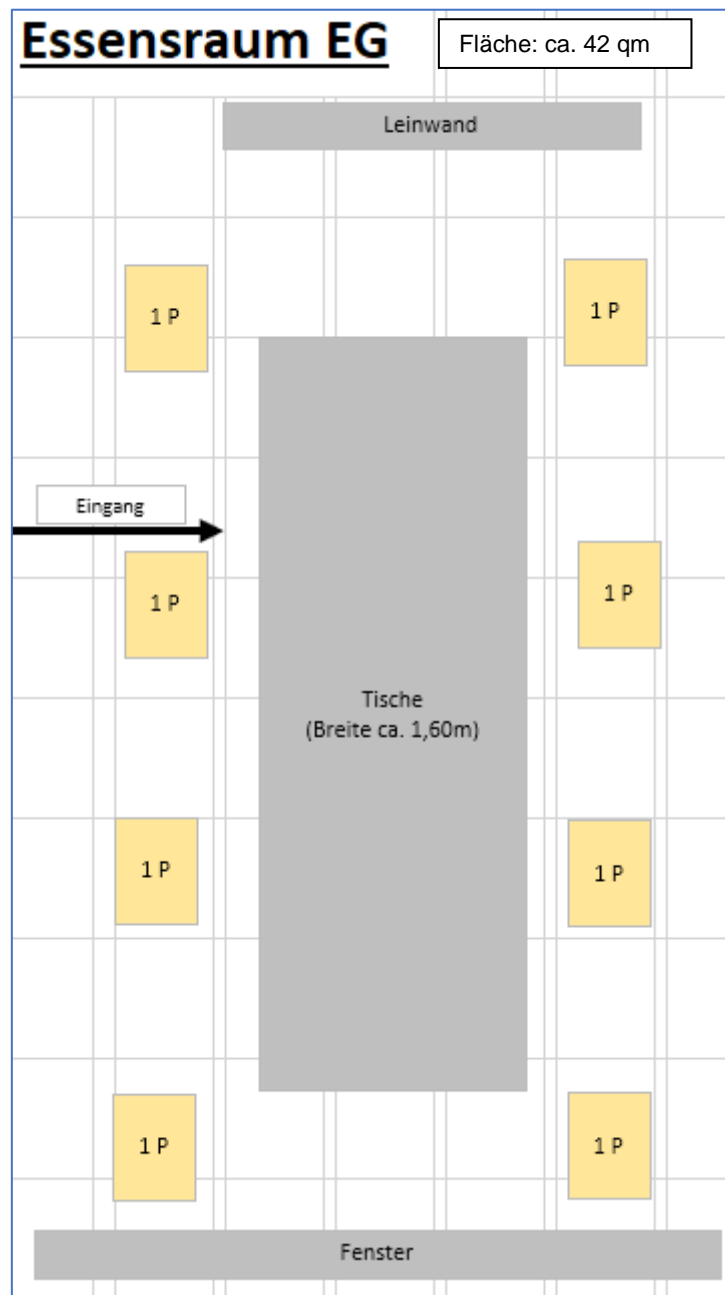 Essensraum EG
Fläche: ca. 42 qm
Leinwand
1 P
1 P
Eingang
1 P
1 P
Tische
(Breite ca. 1,60m)
1 P
1 P
1 P
1 P
Fenster